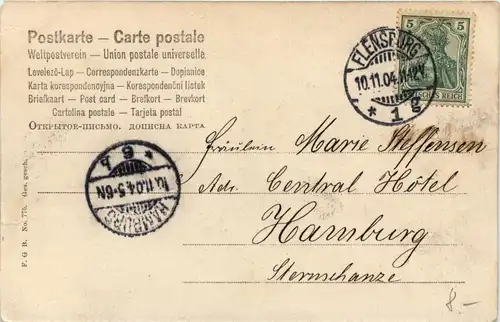 Postkarte — Carte postale
Weltpostverein — Union postale universelle
Levelező-Lap — Correspondenzkarte — Dopisnice
Karta korespondencyjna — Korespondenční lístek
Briefkaart — Post card — Brefkort — Brevkort
Cartolina postale — Tarjeta postal
Открытое-письмо. дописна карта.
5 5
DEUTSCHES REICH
FLENSBURG
10.11.04.
* 1 g
* 6 h
10.11.04.5-6N
HAMBURG
Fräulein Marie Steffensen
Adr. Central Hôtel
Hamburg
Sternschanze
F. G R. No. 775. Ges. gesch.
8.-